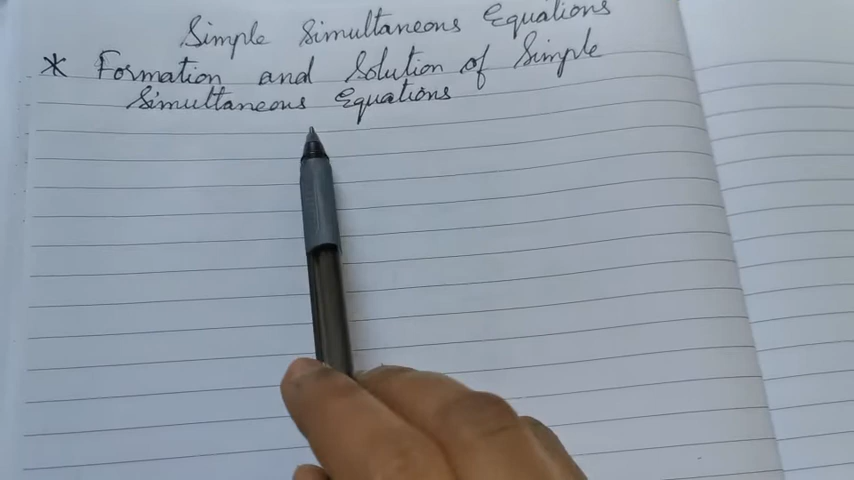 Simple Simultaneous Equations
* Formation and Solution of Simple
Simultaneous Equations